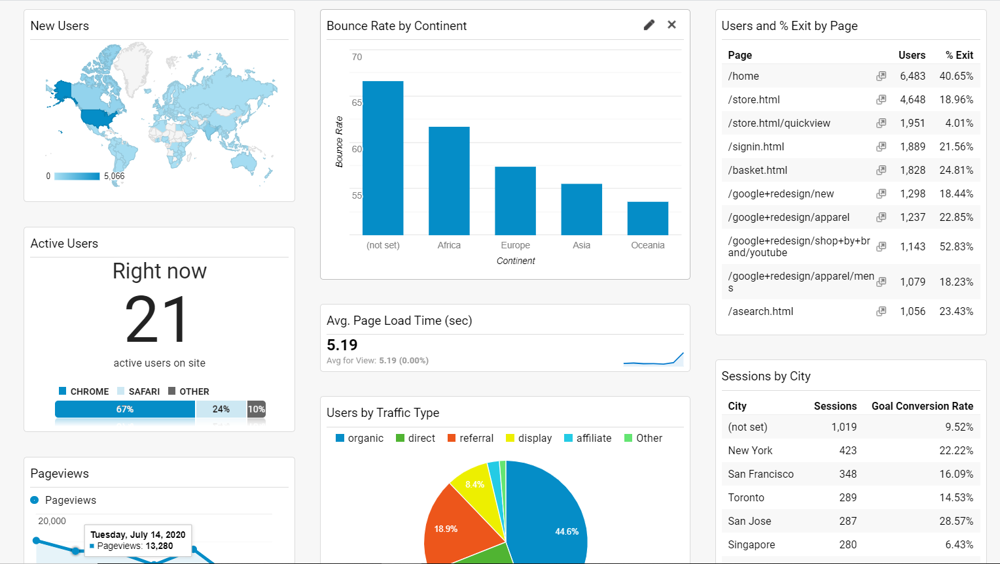 New Users
0 5,066
Active Users
Right now
21
active users on site
CHROME SAFARI OTHER
67% 24% 10%
Pageviews
Pageviews
20,000
Tuesday, July 14, 2020
Pageviews: 13,280
Bounce Rate by Continent
70
65
60
55
Bounce Rate
(not set) Africa Europe Asia Oceania
Continent
Avg. Page Load Time (sec)
5.19
Avg for View: 5.19 (0.00%)
Users by Traffic Type
organic direct referral display affiliate Other
8.4%
18.9%
44.6%
Users and % Exit by Page
Page Users % Exit
/home 6,483 40.65%
/store.html 4,648 18.96%
/store.html/quickview 1,951 4.01%
/signin.html 1,889 21.56%
/basket.html 1,828 24.81%
/google+redesign/new 1,298 18.44%
/google+redesign/apparel 1,237 22.85%
/google+redesign/shop+by+br
and/youtube 1,143 52.83%
/google+redesign/apparel/men
s 1,079 18.23%
/asearch.html 1,056 23.43%
Sessions by City
City Sessions Goal Conversion Rate
(not set) 1,019 9.52%
New York 423 22.22%
San Francisco 348 16.09%
Toronto 289 14.53%
San Jose 287 28.57%
Singapore 280 6.43%